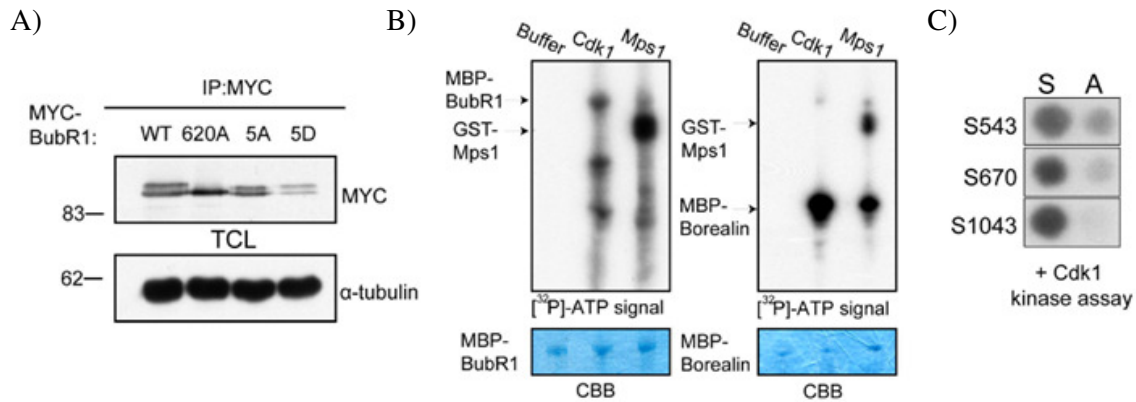 A)
IP:MYC
MYC-
BubR1:
WT 620A 5A 5D
MYC
83
TCL
62
α-tubulin
B)
Buffer Cdk1 Mps1
MBP-
BubR1
GST-
Mps1
[32P]-ATP signal
MBP-
BubR1
CBB
Buffer Cdk1 Mps1
GST-
Mps1
MBP-
Borealin
[32P]-ATP signal
MBP-
Borealin
CBB
C)
S A
S543
S670
S1043
+ Cdk1
kinase assay